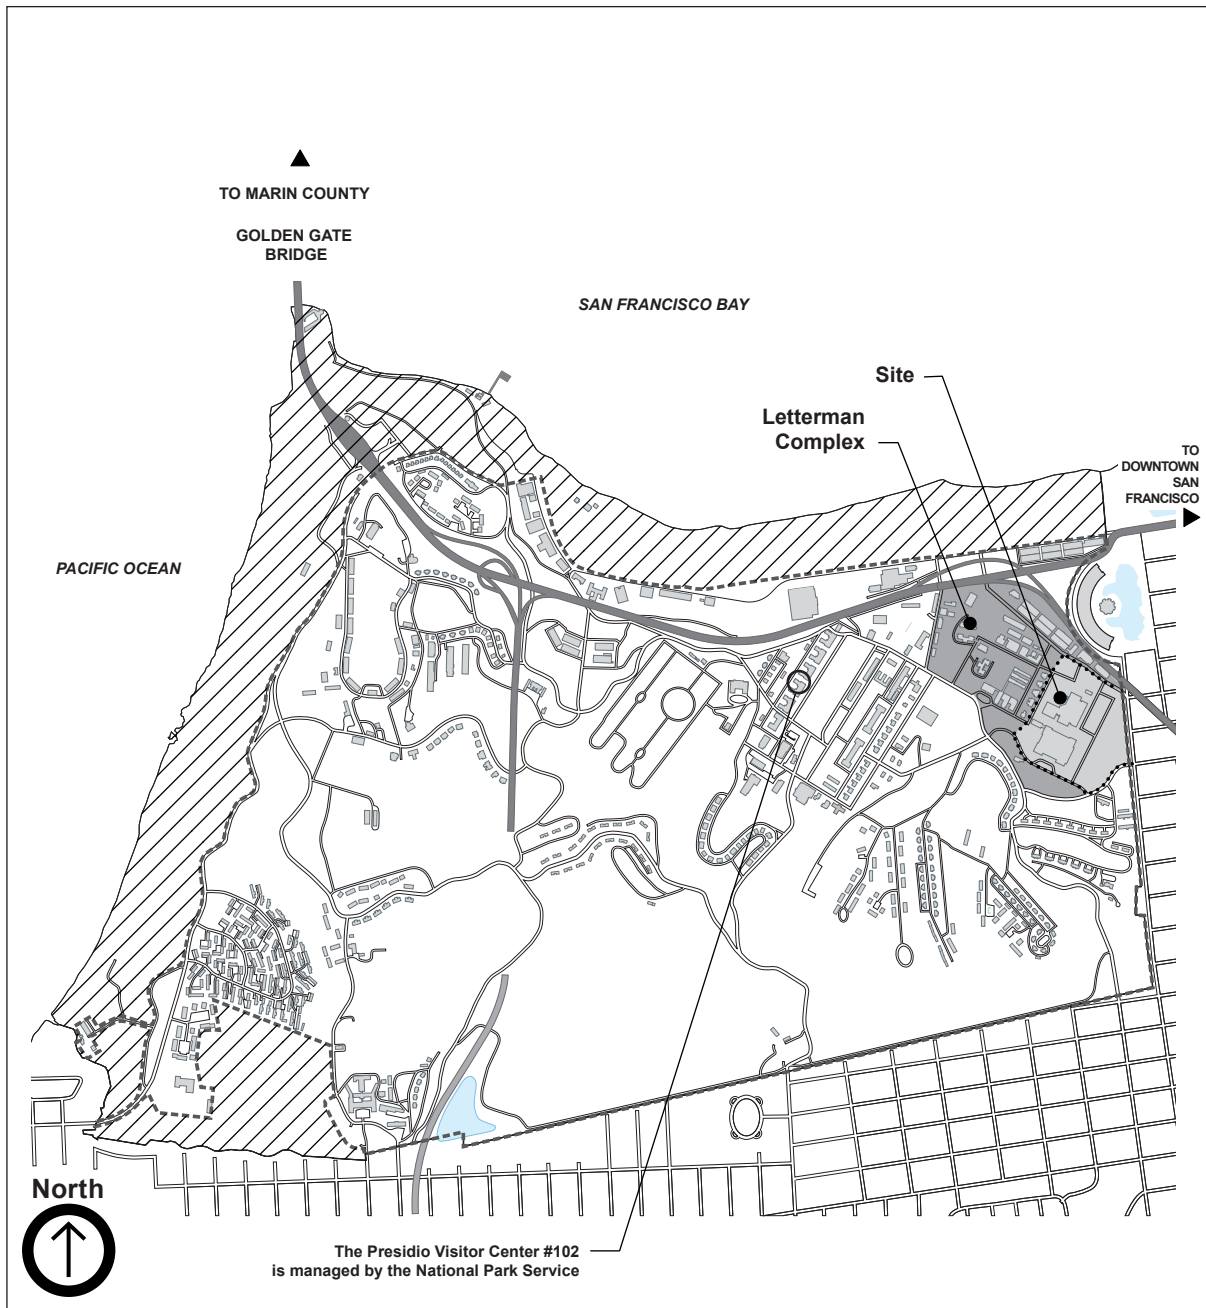 TO MARIN COUNTY
GOLDEN GATE
BRIDGE
SAN FRANCISCO BAY
Site
Letterman
Complex
TO
DOWNTOWN
SAN
FRANCISCO
PACIFIC OCEAN
North
The Presidio Visitor Center #102
is managed by the National Park Service